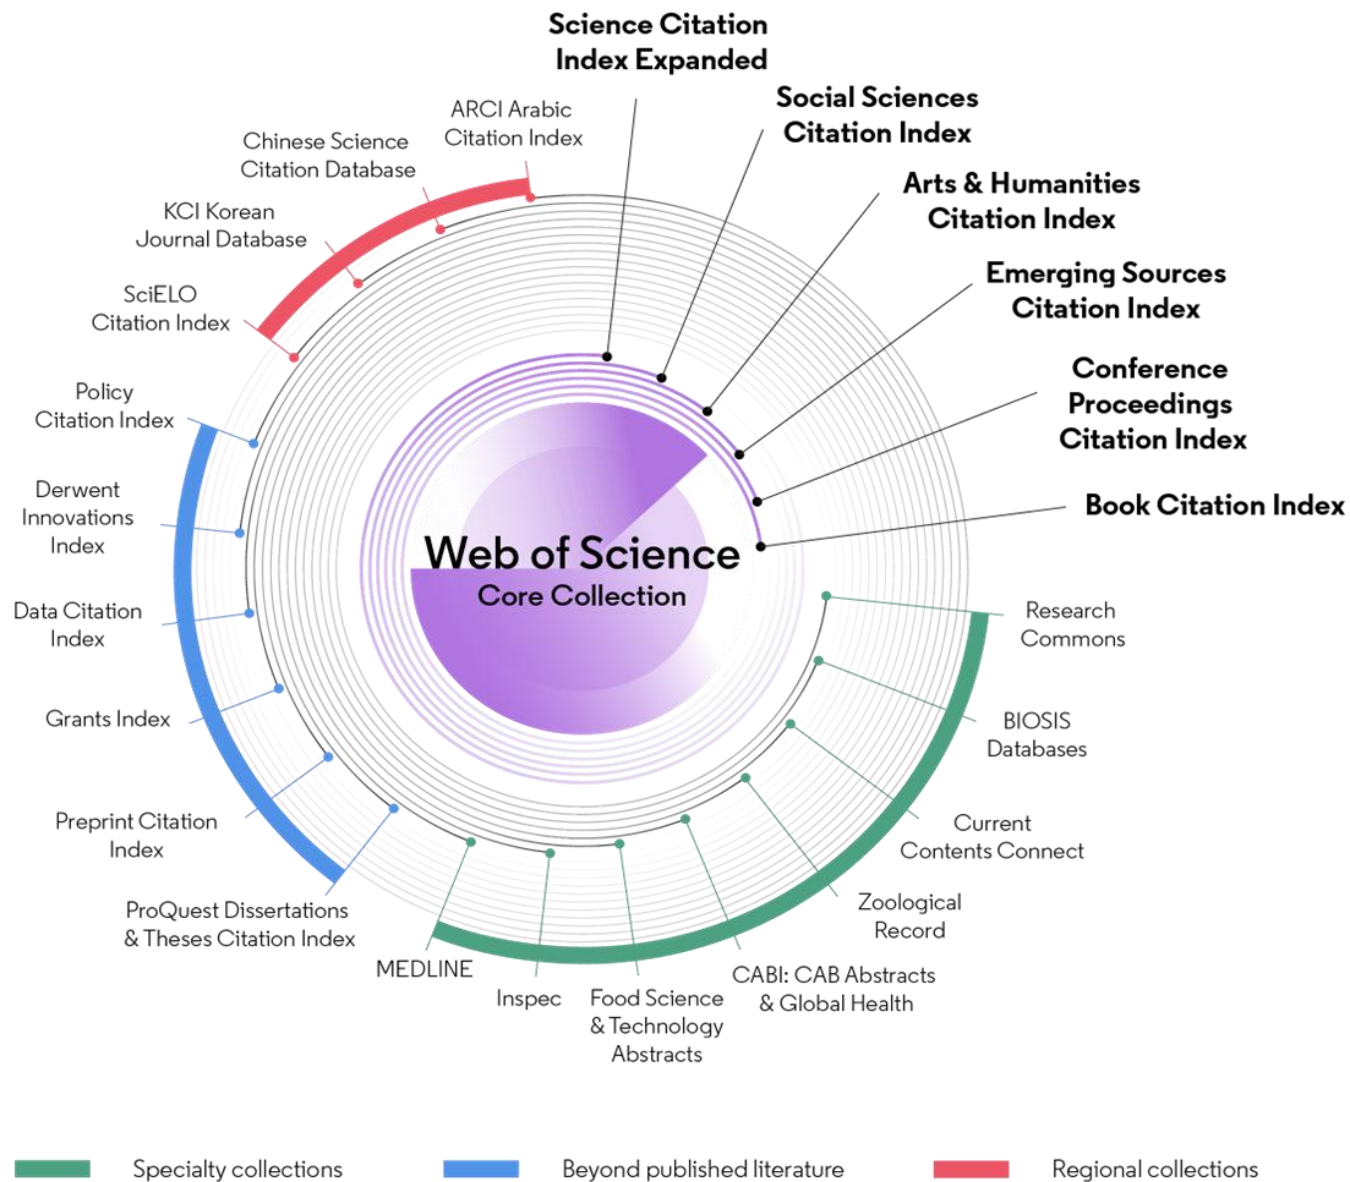 Science Citation
Index Expanded
Social Sciences
Citation Index
Arts & Humanities
Citation Index
Emerging Sources
Citation Index
Conference
Proceedings
Citation Index
Book Citation Index
ARCI Arabic
Citation Index
Chinese Science
Citation Database
KCI Korean
Journal Database
SciELO
Citation Index
Policy
Citation Index
Derwent
Innovations
Index
Data Citation
Index
Grants Index
Preprint Citation
Index
ProQuest Dissertations
& Theses Citation Index
Web of Science
Core Collection
Research
Commons
BIOSIS
Databases
Current
Contents Connect
Zoological
Record
CABI: CAB Abstracts
& Global Health
Food Science
& Technology
Abstracts
Inspec
MEDLINE
Specialty collections
Beyond published literature
Regional collections